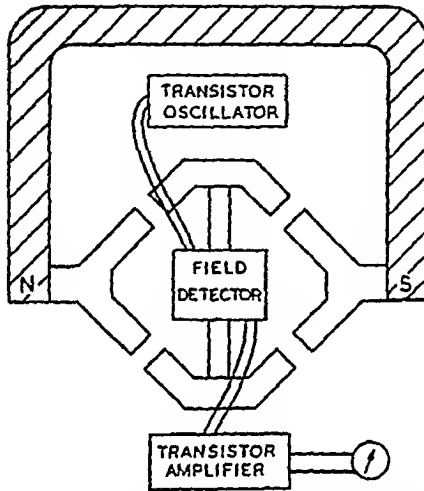 TRANSISTOR
OSCILLATOR
FIELD
DETECTOR
N
S
TRANSISTOR
AMPLIFIER